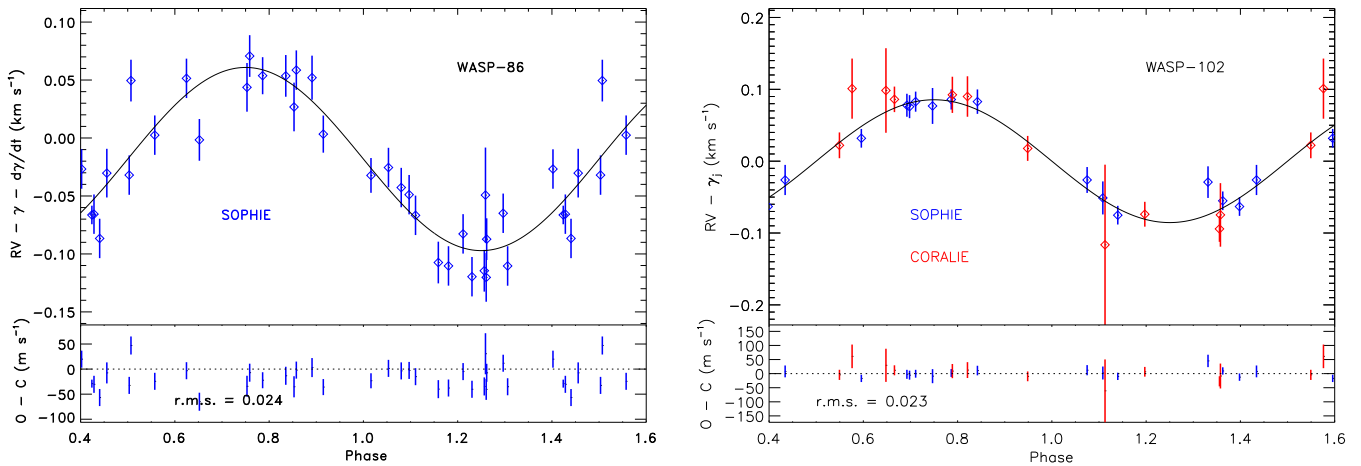 WASP-86
SOPHIE
RV - γ - dγ/dt (km s⁻¹)
0.10
0.05
0.00
-0.05
-0.10
-0.15
r.m.s. = 0.024
O - C (m s⁻¹)
50
0
-50
-100
0.4 0.6 0.8 1.0 1.2 1.4 1.6
Phase
WASP-102
SOPHIE
CORALIE
RV - γj (km s⁻¹)
0.2
0.1
0.0
-0.1
-0.2
r.m.s. = 0.023
O - C (m s⁻¹)
150
100
50
0
-50
-100
-150
0.4 0.6 0.8 1.0 1.2 1.4 1.6
Phase